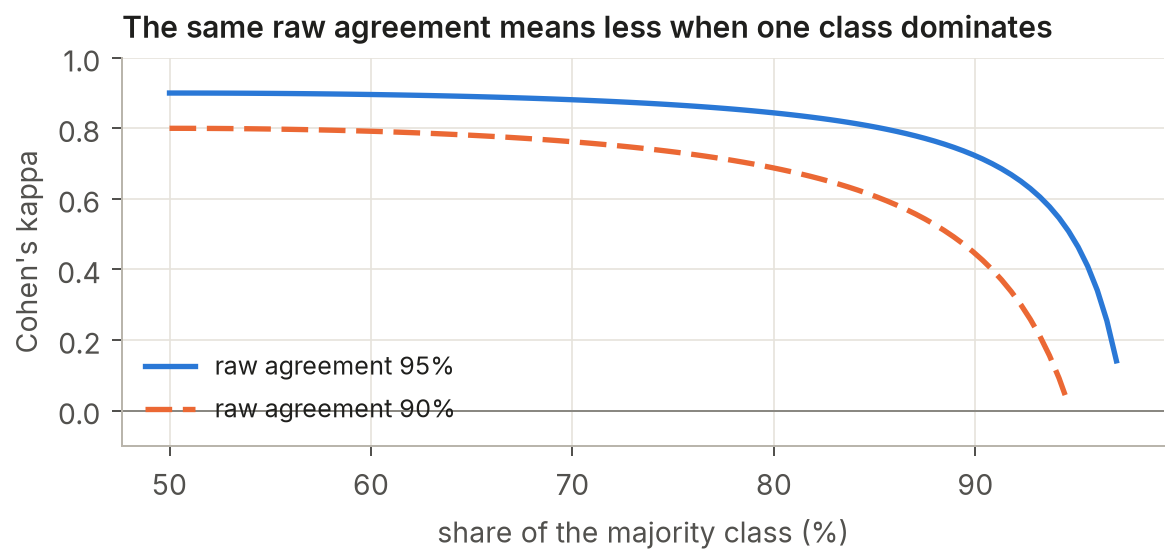 The same raw agreement means less when one class dominates
Cohen's kappa
1.0
0.8
0.6
0.4
0.2
0.0
raw agreement 95%
raw agreement 90%
50 60 70 80 90
share of the majority class (%)